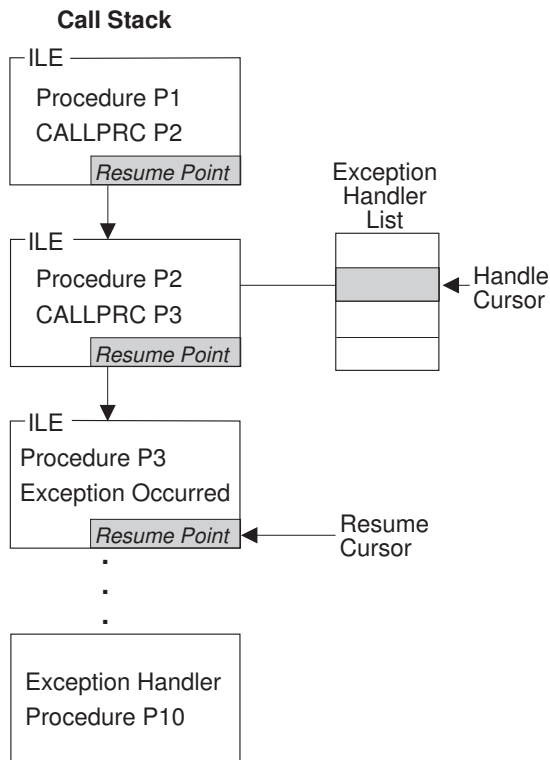 Call Stack
ILE
Procedure P1
CALLPRC P2
Resume Point
Exception
Handler
List
ILE
Procedure P2
CALLPRC P3
Resume Point
Handle
Cursor
ILE
Procedure P3
Exception Occurred
Resume Point
Resume
Cursor
.
.
.
Exception Handler
Procedure P10